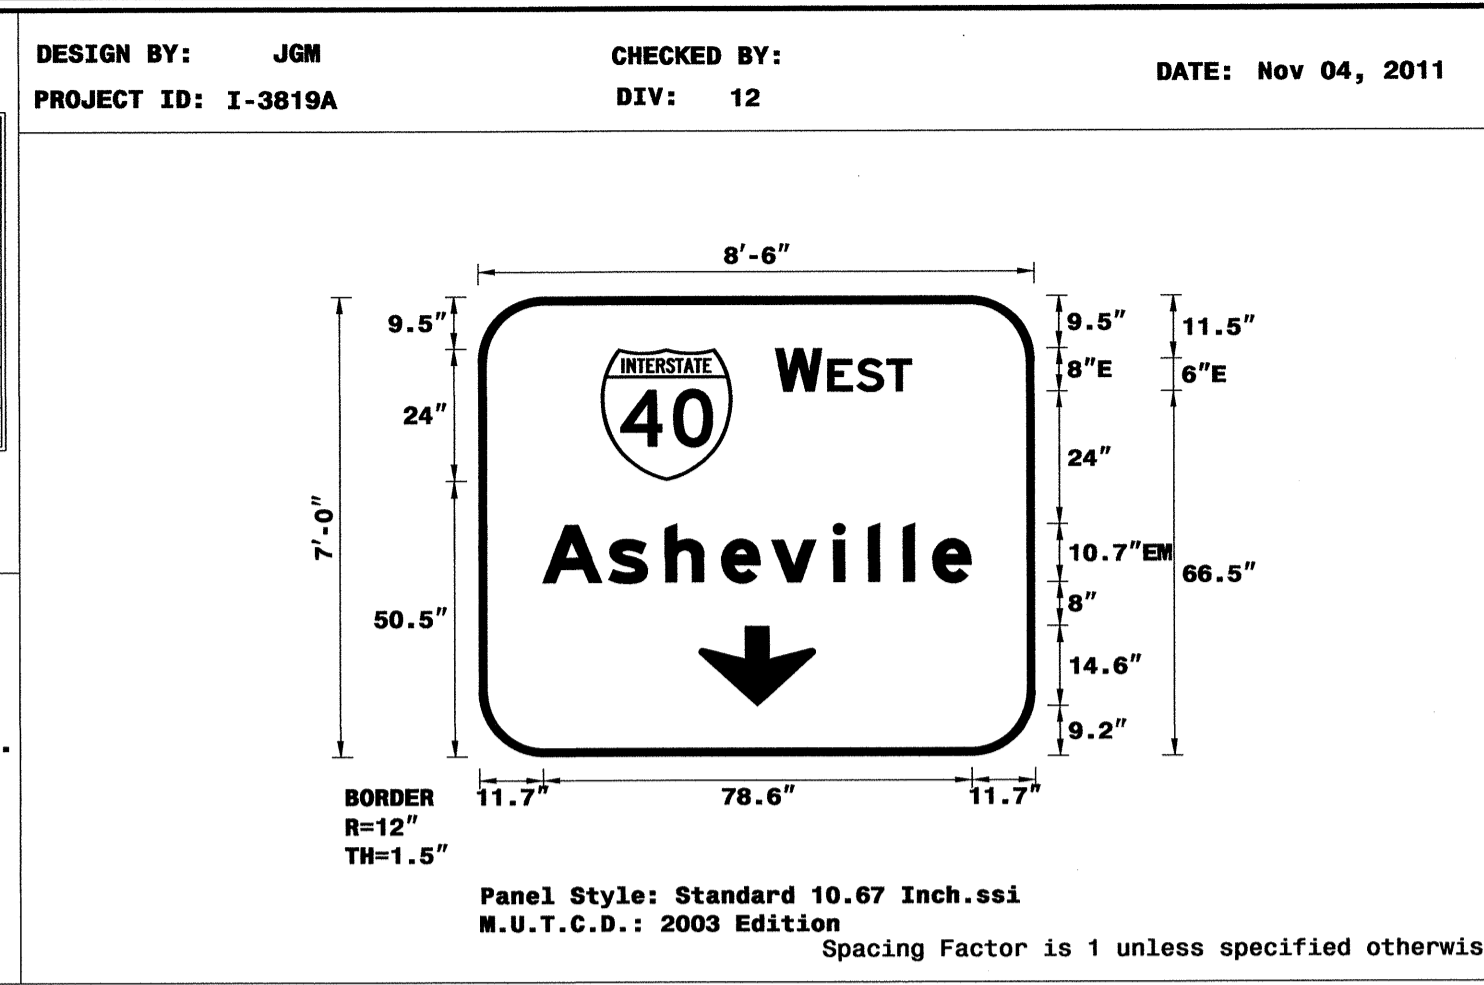 DESIGN BY: JGM
CHECKED BY:
DATE: Nov 04, 2011
PROJECT ID: I-3819A
DIV: 12
8'-6"
9.5"
24"
50.5"
7'-0"
INTERSTATE
40
WEST
Asheville
9.5"
8"E
24"
10.7"EM
8"
14.6"
9.2"
11.5"
6"E
66.5"
11.7"
78.6"
11.7"
BORDER
R=12"
TH=1.5"
Panel Style: Standard 10.67 Inch.ssi
M.U.T.C.D.: 2003 Edition
Spacing Factor is 1 unless specified otherwis